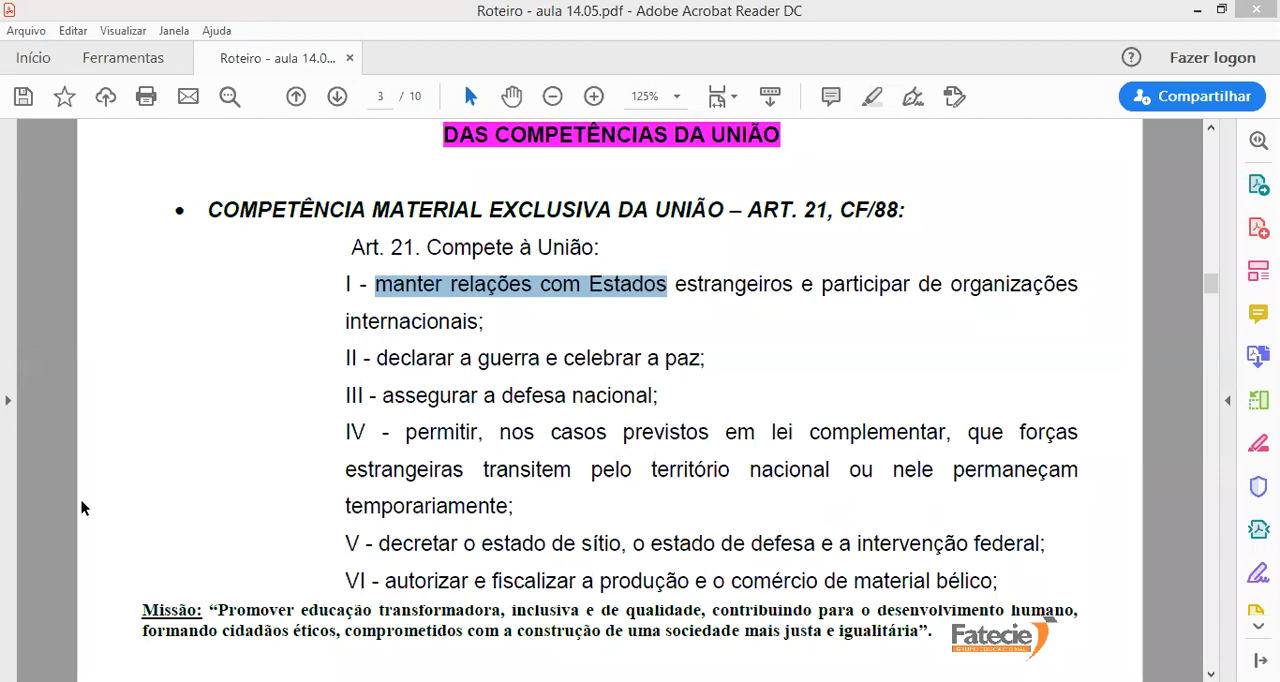 Roteiro - aula 14.05.pdf - Adobe Acrobat Reader DC
Arquivo Editar Visualizar Janela Ajuda
Início Ferramentas Roteiro - aula 14.0... × Fazer logon
3 / 10 125% Compartilhar
DAS COMPETÊNCIAS DA UNIÃO
• COMPETÊNCIA MATERIAL EXCLUSIVA DA UNIÃO – ART. 21, CF/88:
Art. 21. Compete à União:
I - manter relações com Estados estrangeiros e participar de organizações
internacionais;
II - declarar a guerra e celebrar a paz;
III - assegurar a defesa nacional;
IV - permitir, nos casos previstos em lei complementar, que forças
estrangeiras transitem pelo território nacional ou nele permaneçam
temporariamente;
V - decretar o estado de sítio, o estado de defesa e a intervenção federal;
VI - autorizar e fiscalizar a produção e o comércio de material bélico;
Missão: “Promover educação transformadora, inclusiva e de qualidade, contribuindo para o desenvolvimento humano,
formando cidadãos éticos, comprometidos com a construção de uma sociedade mais justa e igualitária”.
Fatecie
GRUPO EDUCACIONAL